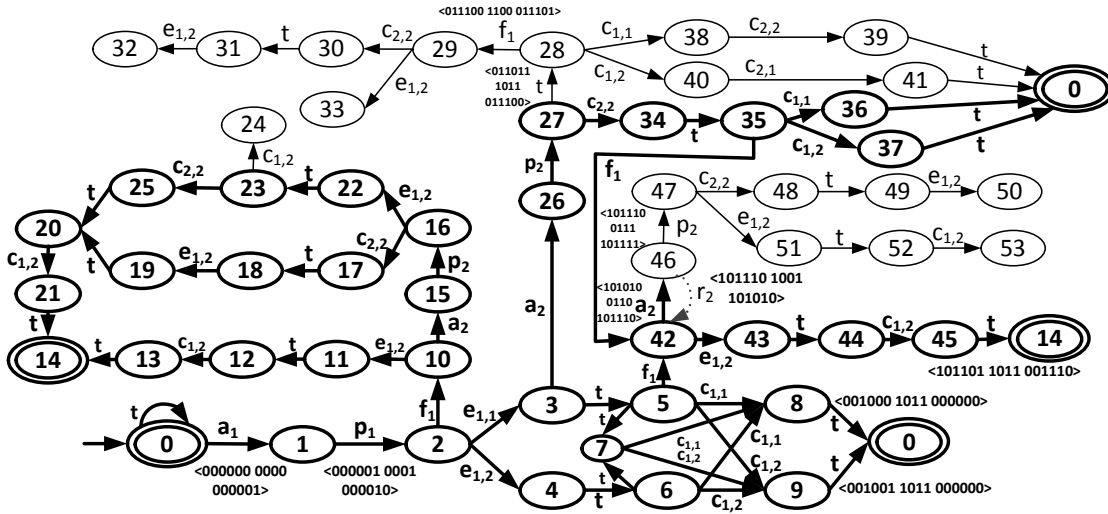 <011100 1100 011101>
32 e1,2 31 t 30 c2,2 29 f1 28 c1,1 38 c2,2 39 t
e1,2 c1,2 40 c2,1 41 t 0
33
<011011
1011
011100>
t
24 27 c2,2 34 t 35 c1,1 36 t
c1,2 c1,2 37 t
25 c2,2 23 t 22 p2 f1
t e1,2 26 47 c2,2 48 t 49 e1,2 50
20 16 <101110
0111
101111>
p2 e1,2
t 19 e1,2 18 t 17 c2,2 46 51 t 52 c1,2 53
c1,2 p2 r2 <101110 1001
101010>
21 15 a2 <101010
0110
101110>
a2
t a2
14 t 13 c1,2 12 t 11 e1,2 10 42 e1,2 43 t 44 c1,2 45 t 14
<101101 1011 001110>
f1 f1
3 t 5 c1,1 8 <001000 1011 000000>
t e1,1 t c1,1 t
0 a1 1 p1 2 7 c1,1
c1,2 c1,2 0
<000000 0000
000001>
<000001 0001
000010>
e1,2 t t
4 t 6 c1,2 9 <001001 1011 000000>